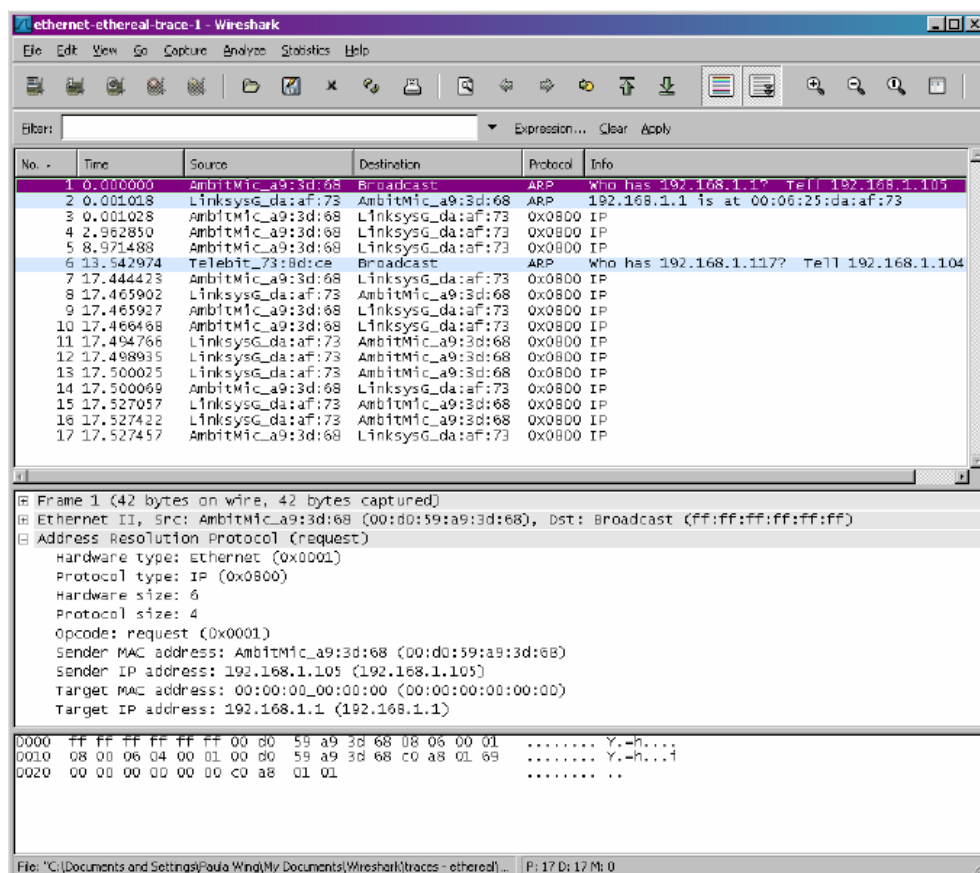 ethernet-ethereal-trace-1 - Wireshark
File Edit View Go Capture Analyze Statistics Help
Filter: Expression... Clear Apply
No. - Time Source Destination Protocol Info
1 0.000000 AmbitMic_a9:3d:68 Broadcast ARP Who has 192.168.1.1? Tell 192.168.1.105
2 0.001018 LinksysG_da:af:73 AmbitMic_a9:3d:68 ARP 192.168.1.1 is at 00:06:25:da:af:73
3 0.001028 AmbitMic_a9:3d:68 LinksysG_da:af:73 0x0800 IP
4 2.962850 AmbitMic_a9:3d:68 LinksysG_da:af:73 0x0800 IP
5 8.971488 AmbitMic_a9:3d:68 LinksysG_da:af:73 0x0800 IP
6 13.542974 Telebit_73:8d:ce Broadcast ARP Who has 192.168.1.117? Tell 192.168.1.104
7 17.444423 AmbitMic_a9:3d:68 LinksysG_da:af:73 0x0800 IP
8 17.465902 LinksysG_da:af:73 AmbitMic_a9:3d:68 0x0800 IP
9 17.465927 AmbitMic_a9:3d:68 LinksysG_da:af:73 0x0800 IP
10 17.466468 AmbitMic_a9:3d:68 LinksysG_da:af:73 0x0800 IP
11 17.494766 LinksysG_da:af:73 AmbitMic_a9:3d:68 0x0800 IP
12 17.498935 LinksysG_da:af:73 AmbitMic_a9:3d:68 0x0800 IP
13 17.500025 LinksysG_da:af:73 AmbitMic_a9:3d:68 0x0800 IP
14 17.500069 AmbitMic_a9:3d:68 LinksysG_da:af:73 0x0800 IP
15 17.527057 LinksysG_da:af:73 AmbitMic_a9:3d:68 0x0800 IP
16 17.527422 LinksysG_da:af:73 AmbitMic_a9:3d:68 0x0800 IP
17 17.527457 AmbitMic_a9:3d:68 LinksysG_da:af:73 0x0800 IP
Frame 1 (42 bytes on wire, 42 bytes captured)
Ethernet II, Src: AmbitMic_a9:3d:68 (00:d0:59:a9:3d:68), Dst: Broadcast (ff:ff:ff:ff:ff:ff)
Address Resolution Protocol (request)
Hardware type: Ethernet (0x0001)
Protocol type: IP (0x0800)
Hardware size: 6
Protocol size: 4
Opcode: request (0x0001)
Sender MAC address: AmbitMic_a9:3d:68 (00:d0:59:a9:3d:68)
Sender IP address: 192.168.1.105 (192.168.1.105)
Target MAC address: 00:00:00_00:00:00 (00:00:00:00:00:00)
Target IP address: 192.168.1.1 (192.168.1.1)
0000 ff ff ff ff ff ff 00 d0 59 a9 3d 68 08 06 00 01 ........ Y.=h....
0010 08 00 06 04 00 01 00 d0 59 a9 3d 68 c0 a8 01 69 ........ Y.=h...i
0020 00 00 00 00 00 00 c0 a8 01 01 ........ ..
File: "C:\Documents and Settings\Paula Wing\My Documents\Wireshark\traces - ethereal\... P: 17 D: 17 M: 0